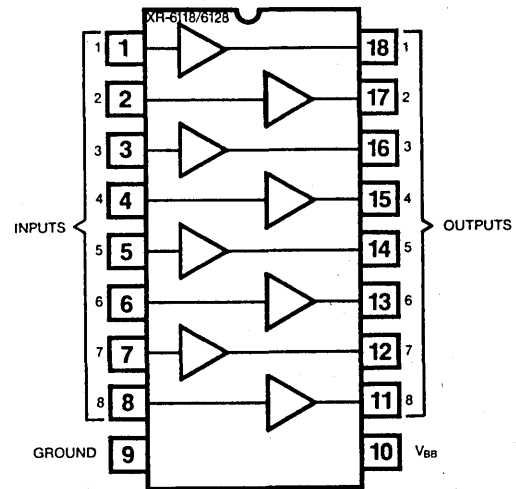 XR-6118/6128
1 1 18 1
2 2 17 2
3 3 16 3
4 4 15 4
INPUTS OUTPUTS
5 5 14 5
6 6 13 6
7 7 12 7
8 8 11 8
GROUND 9 10 VBB